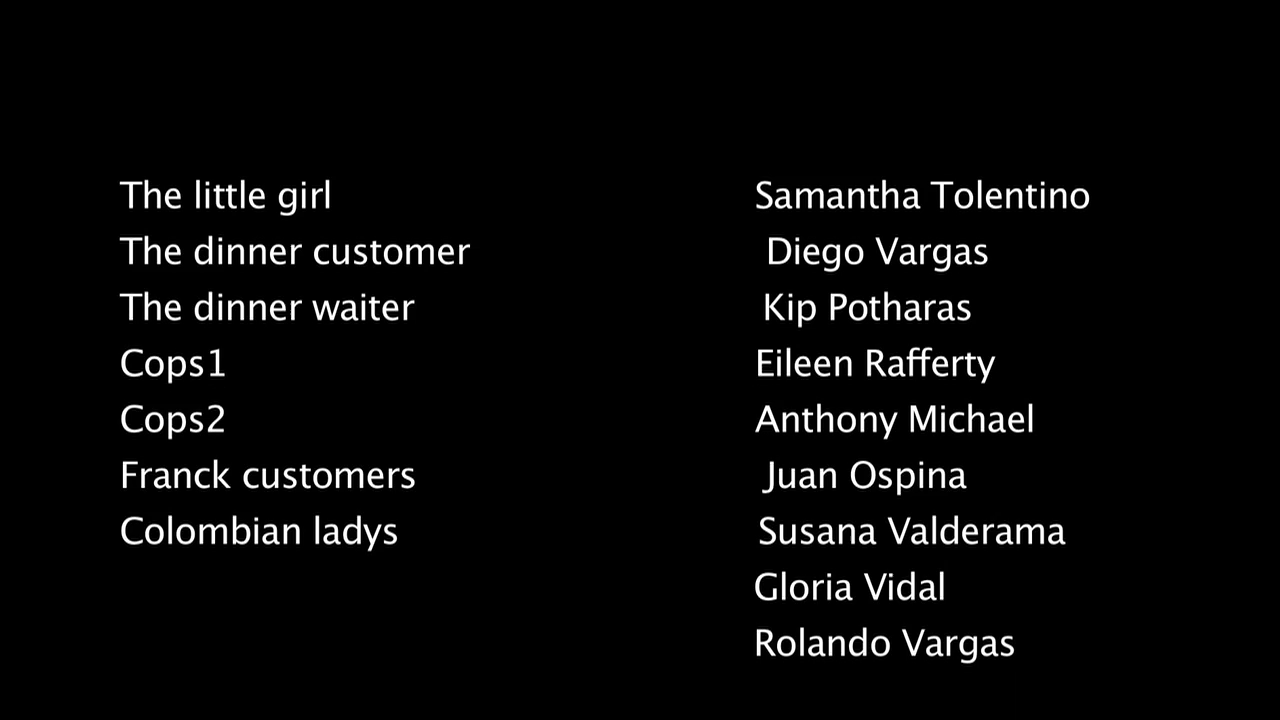 The little girl Samantha Tolentino
The dinner customer Diego Vargas
The dinner waiter Kip Potharas
Cops1 Eileen Rafferty
Cops2 Anthony Michael
Franck customers Juan Ospina
Colombian ladys Susana Valderama
Gloria Vidal
Rolando Vargas